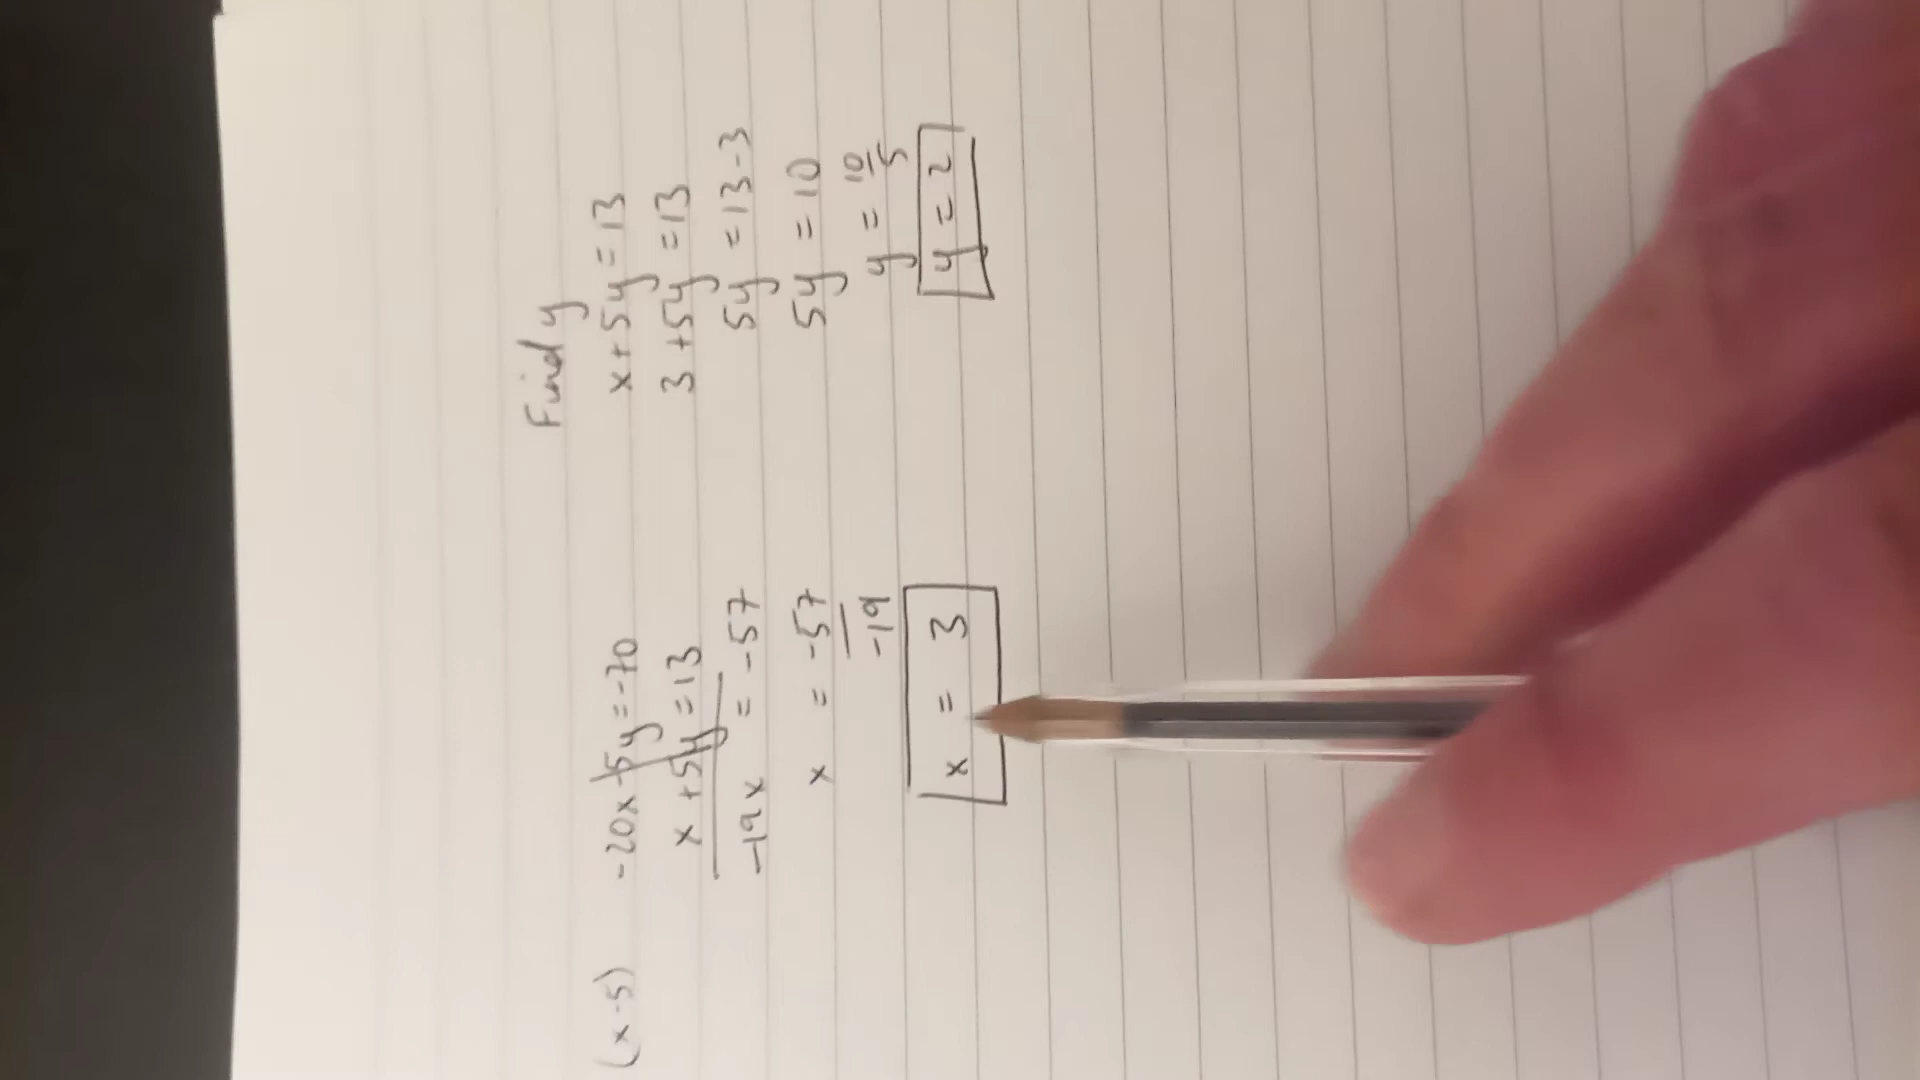 (x-5) -20x-5y=-70
x+5y=13
-19x = -57
x = -57
-19
x = 3
Find y
x+5y=13
3+5y=13
5y=13-3
5y=10
y=10/5
y=2